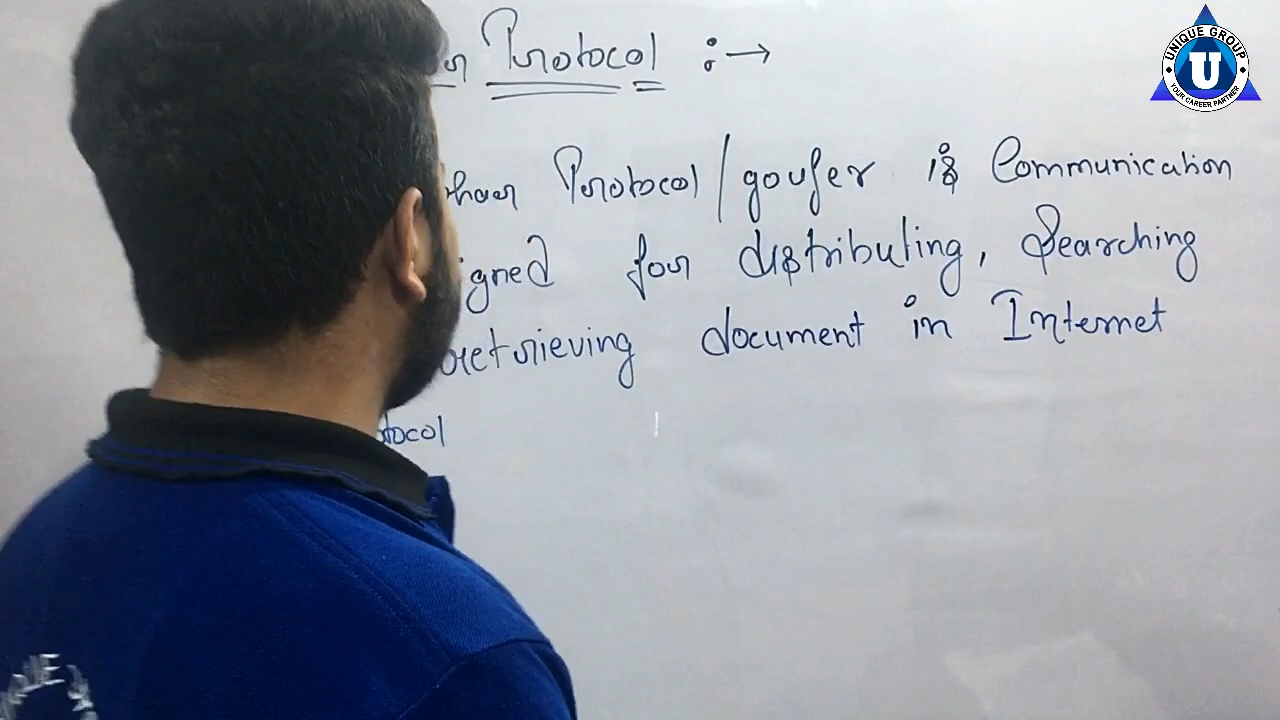 Protocol :→
Protocol / goufer is Communication
igned for distributing, Searching
retrieving document in Internet
tocol
UNIQUE GROUP
U
YOUR CAREER PARTNER